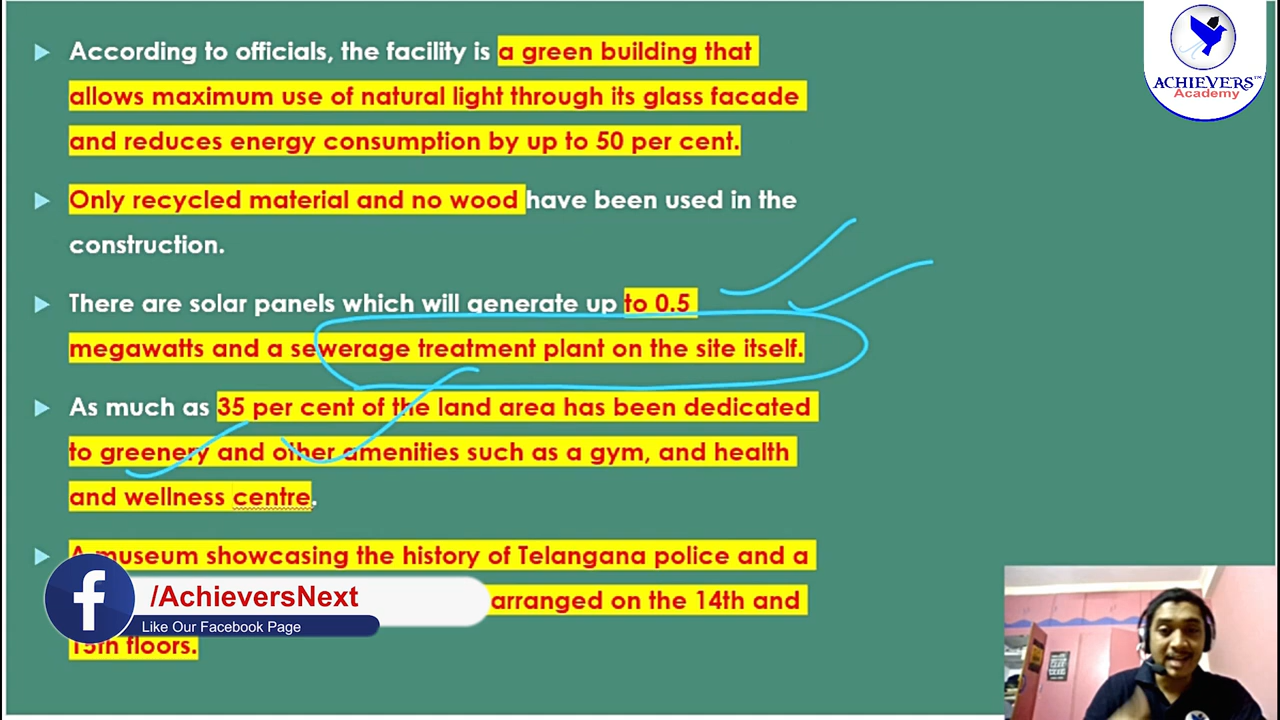 According to officials, the facility is a green building that
allows maximum use of natural light through its glass facade
and reduces energy consumption by up to 50 per cent.
Only recycled material and no wood have been used in the
construction.
There are solar panels which will generate up to 0.5
megawatts and a sewerage treatment plant on the site itself.
As much as 35 per cent of the land area has been dedicated
to greenery and other amenities such as a gym, and health
and wellness centre.
A museum showcasing the history of Telangana police and a
arranged on the 14th and
15th floors.
/AchieversNext
Like Our Facebook Page
ACHIEVERS™
Academy